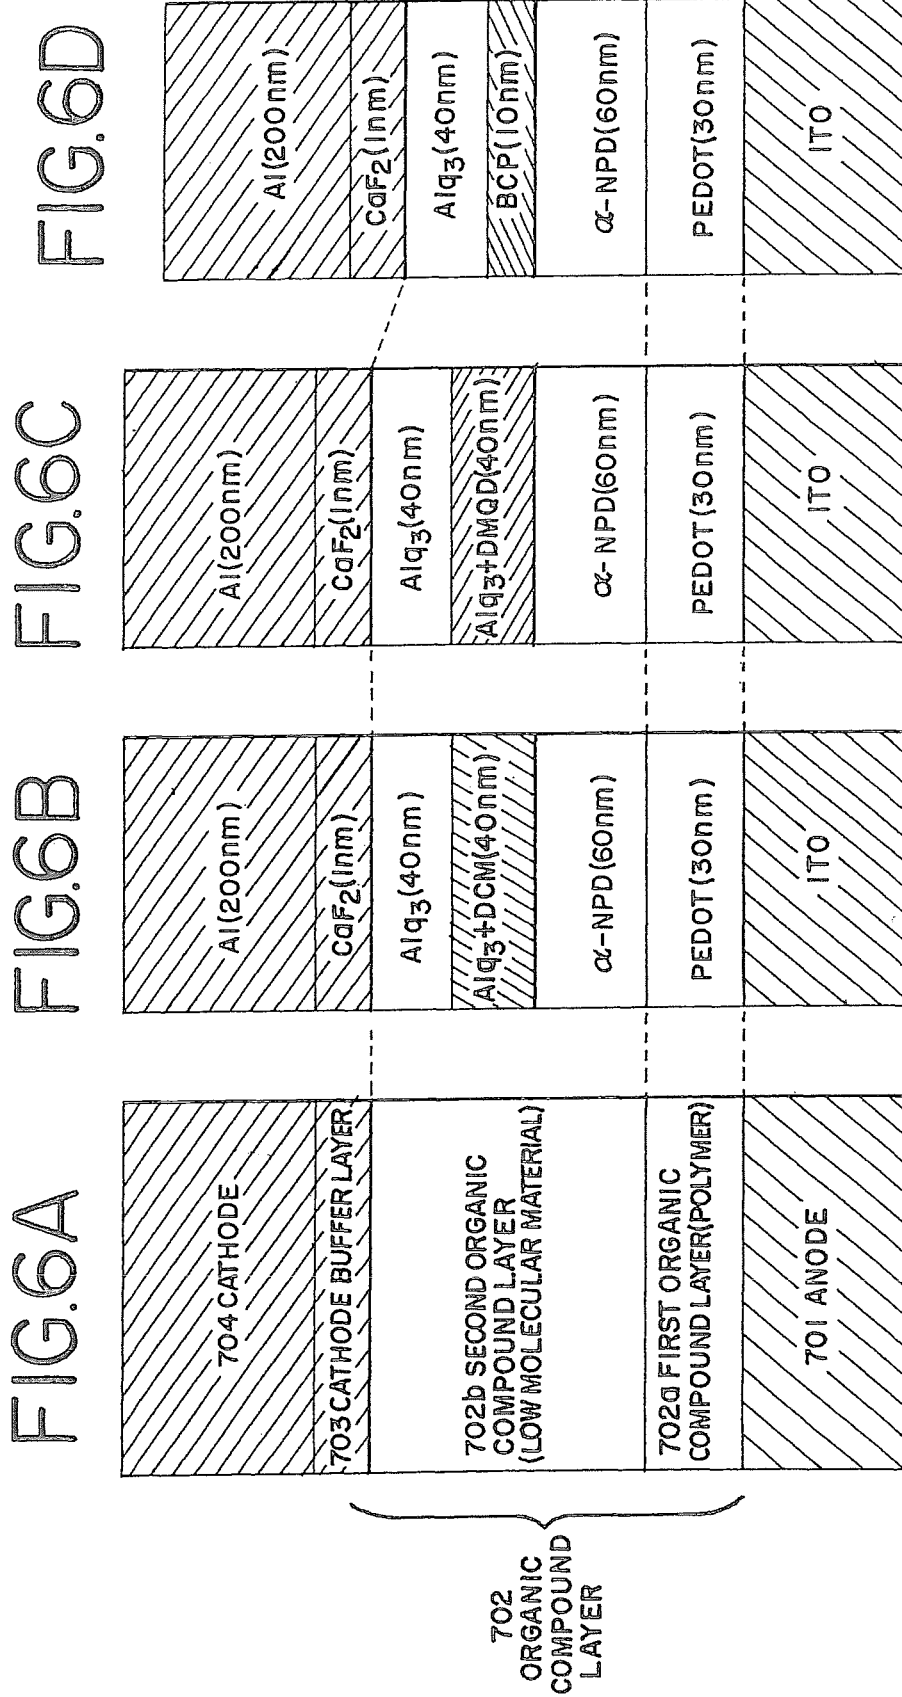 FIG.6A
704 CATHODE
703 CATHODE BUFFER LAYER
702b SECOND ORGANIC
COMPOUND LAYER
(LOW MOLECULAR MATERIAL)
702a FIRST ORGANIC
COMPOUND LAYER(POLYMER)
701 ANODE
702
ORGANIC
COMPOUND
LAYER
FIG.6B
Al(200nm)
CaF2(1nm)
Alq3(40nm)
Alq3+DCM(40nm)
α-NPD(60nm)
PEDOT(30nm)
ITO
FIG.6C
Al(200nm)
CaF2(1nm)
Alq3(40nm)
Alq3+DMQD(40nm)
α-NPD(60nm)
PEDOT(30nm)
ITO
FIG.6D
Al(200nm)
CaF2(1nm)
Alq3(40nm)
BCP(10nm)
α-NPD(60nm)
PEDOT(30nm)
ITO